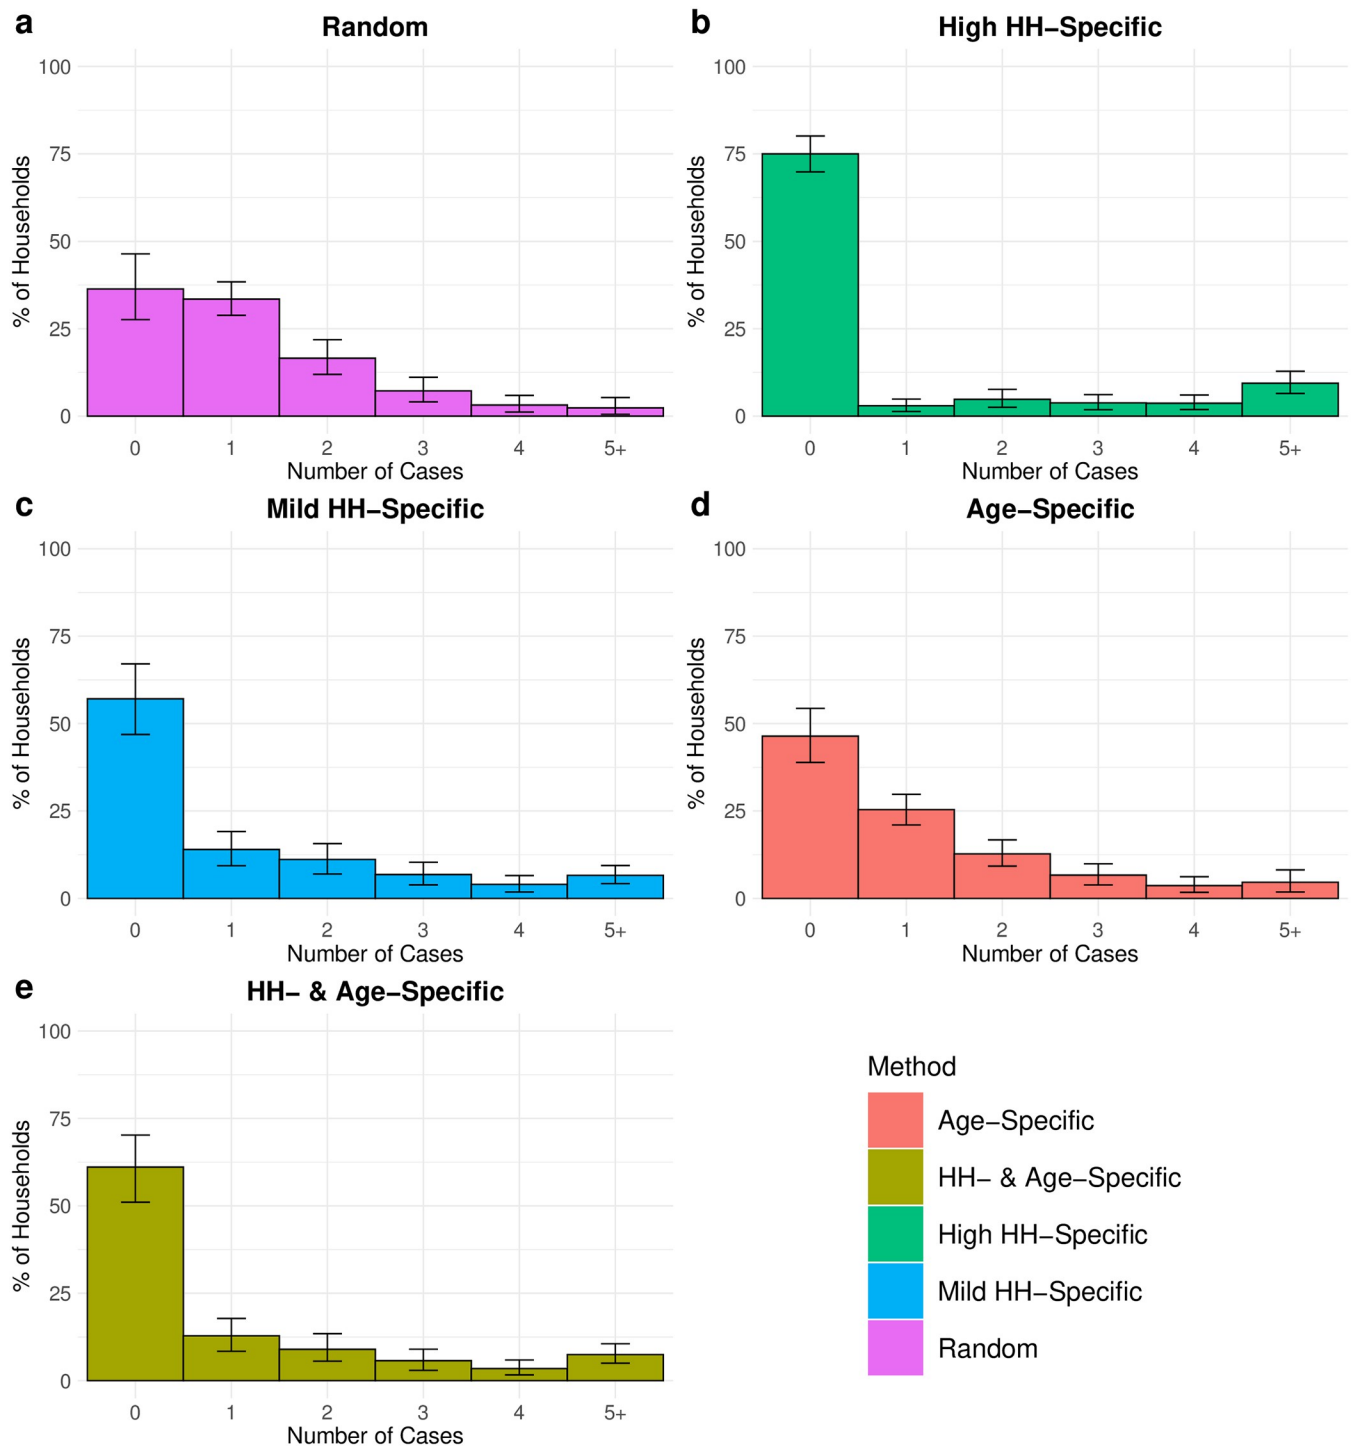 a
Random
% of Households
100
75
50
25
0
0 1 2 3 4 5+
Number of Cases
b
High HH−Specific
% of Households
100
75
50
25
0
0 1 2 3 4 5+
Number of Cases
c
Mild HH−Specific
% of Households
100
75
50
25
0
0 1 2 3 4 5+
Number of Cases
d
Age−Specific
% of Households
100
75
50
25
0
0 1 2 3 4 5+
Number of Cases
e
HH− & Age−Specific
% of Households
100
75
50
25
0
0 1 2 3 4 5+
Number of Cases
Method
Age−Specific
HH− & Age−Specific
High HH−Specific
Mild HH−Specific
Random